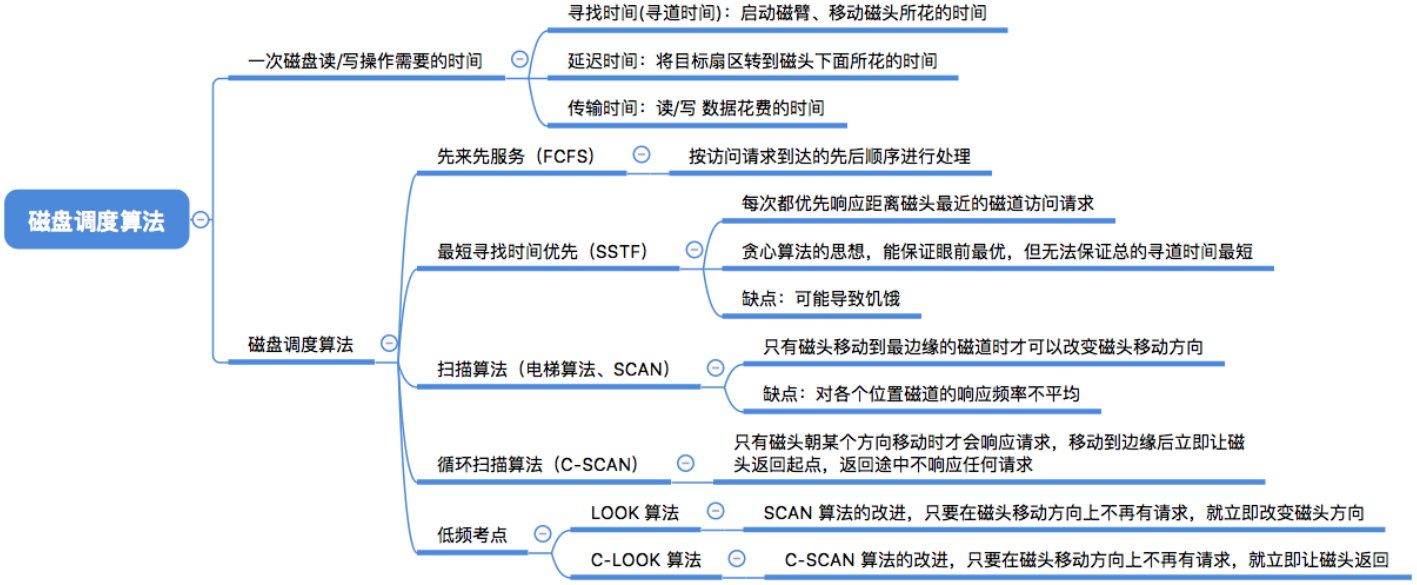 磁盘调度算法
一次磁盘读/写操作需要的时间
寻找时间(寻道时间)：启动磁臂、移动磁头所花的时间
延迟时间：将目标扇区转到磁头下面所花的时间
传输时间：读/写 数据花费的时间
磁盘调度算法
先来先服务（FCFS）
按访问请求到达的先后顺序进行处理
最短寻找时间优先（SSTF）
每次都优先响应距离磁头最近的磁道访问请求
贪心算法的思想，能保证眼前最优，但无法保证总的寻道时间最短
缺点：可能导致饥饿
扫描算法（电梯算法、SCAN）
只有磁头移动到最边缘的磁道时才可以改变磁头移动方向
缺点：对各个位置磁道的响应频率不平均
循环扫描算法（C-SCAN）
只有磁头朝某个方向移动时才会响应请求，移动到边缘后立即让磁
头返回起点，返回途中不响应任何请求
低频考点
LOOK 算法
SCAN 算法的改进，只要在磁头移动方向上不再有请求，就立即改变磁头方向
C-LOOK 算法
C-SCAN 算法的改进，只要在磁头移动方向上不再有请求，就立即让磁头返回